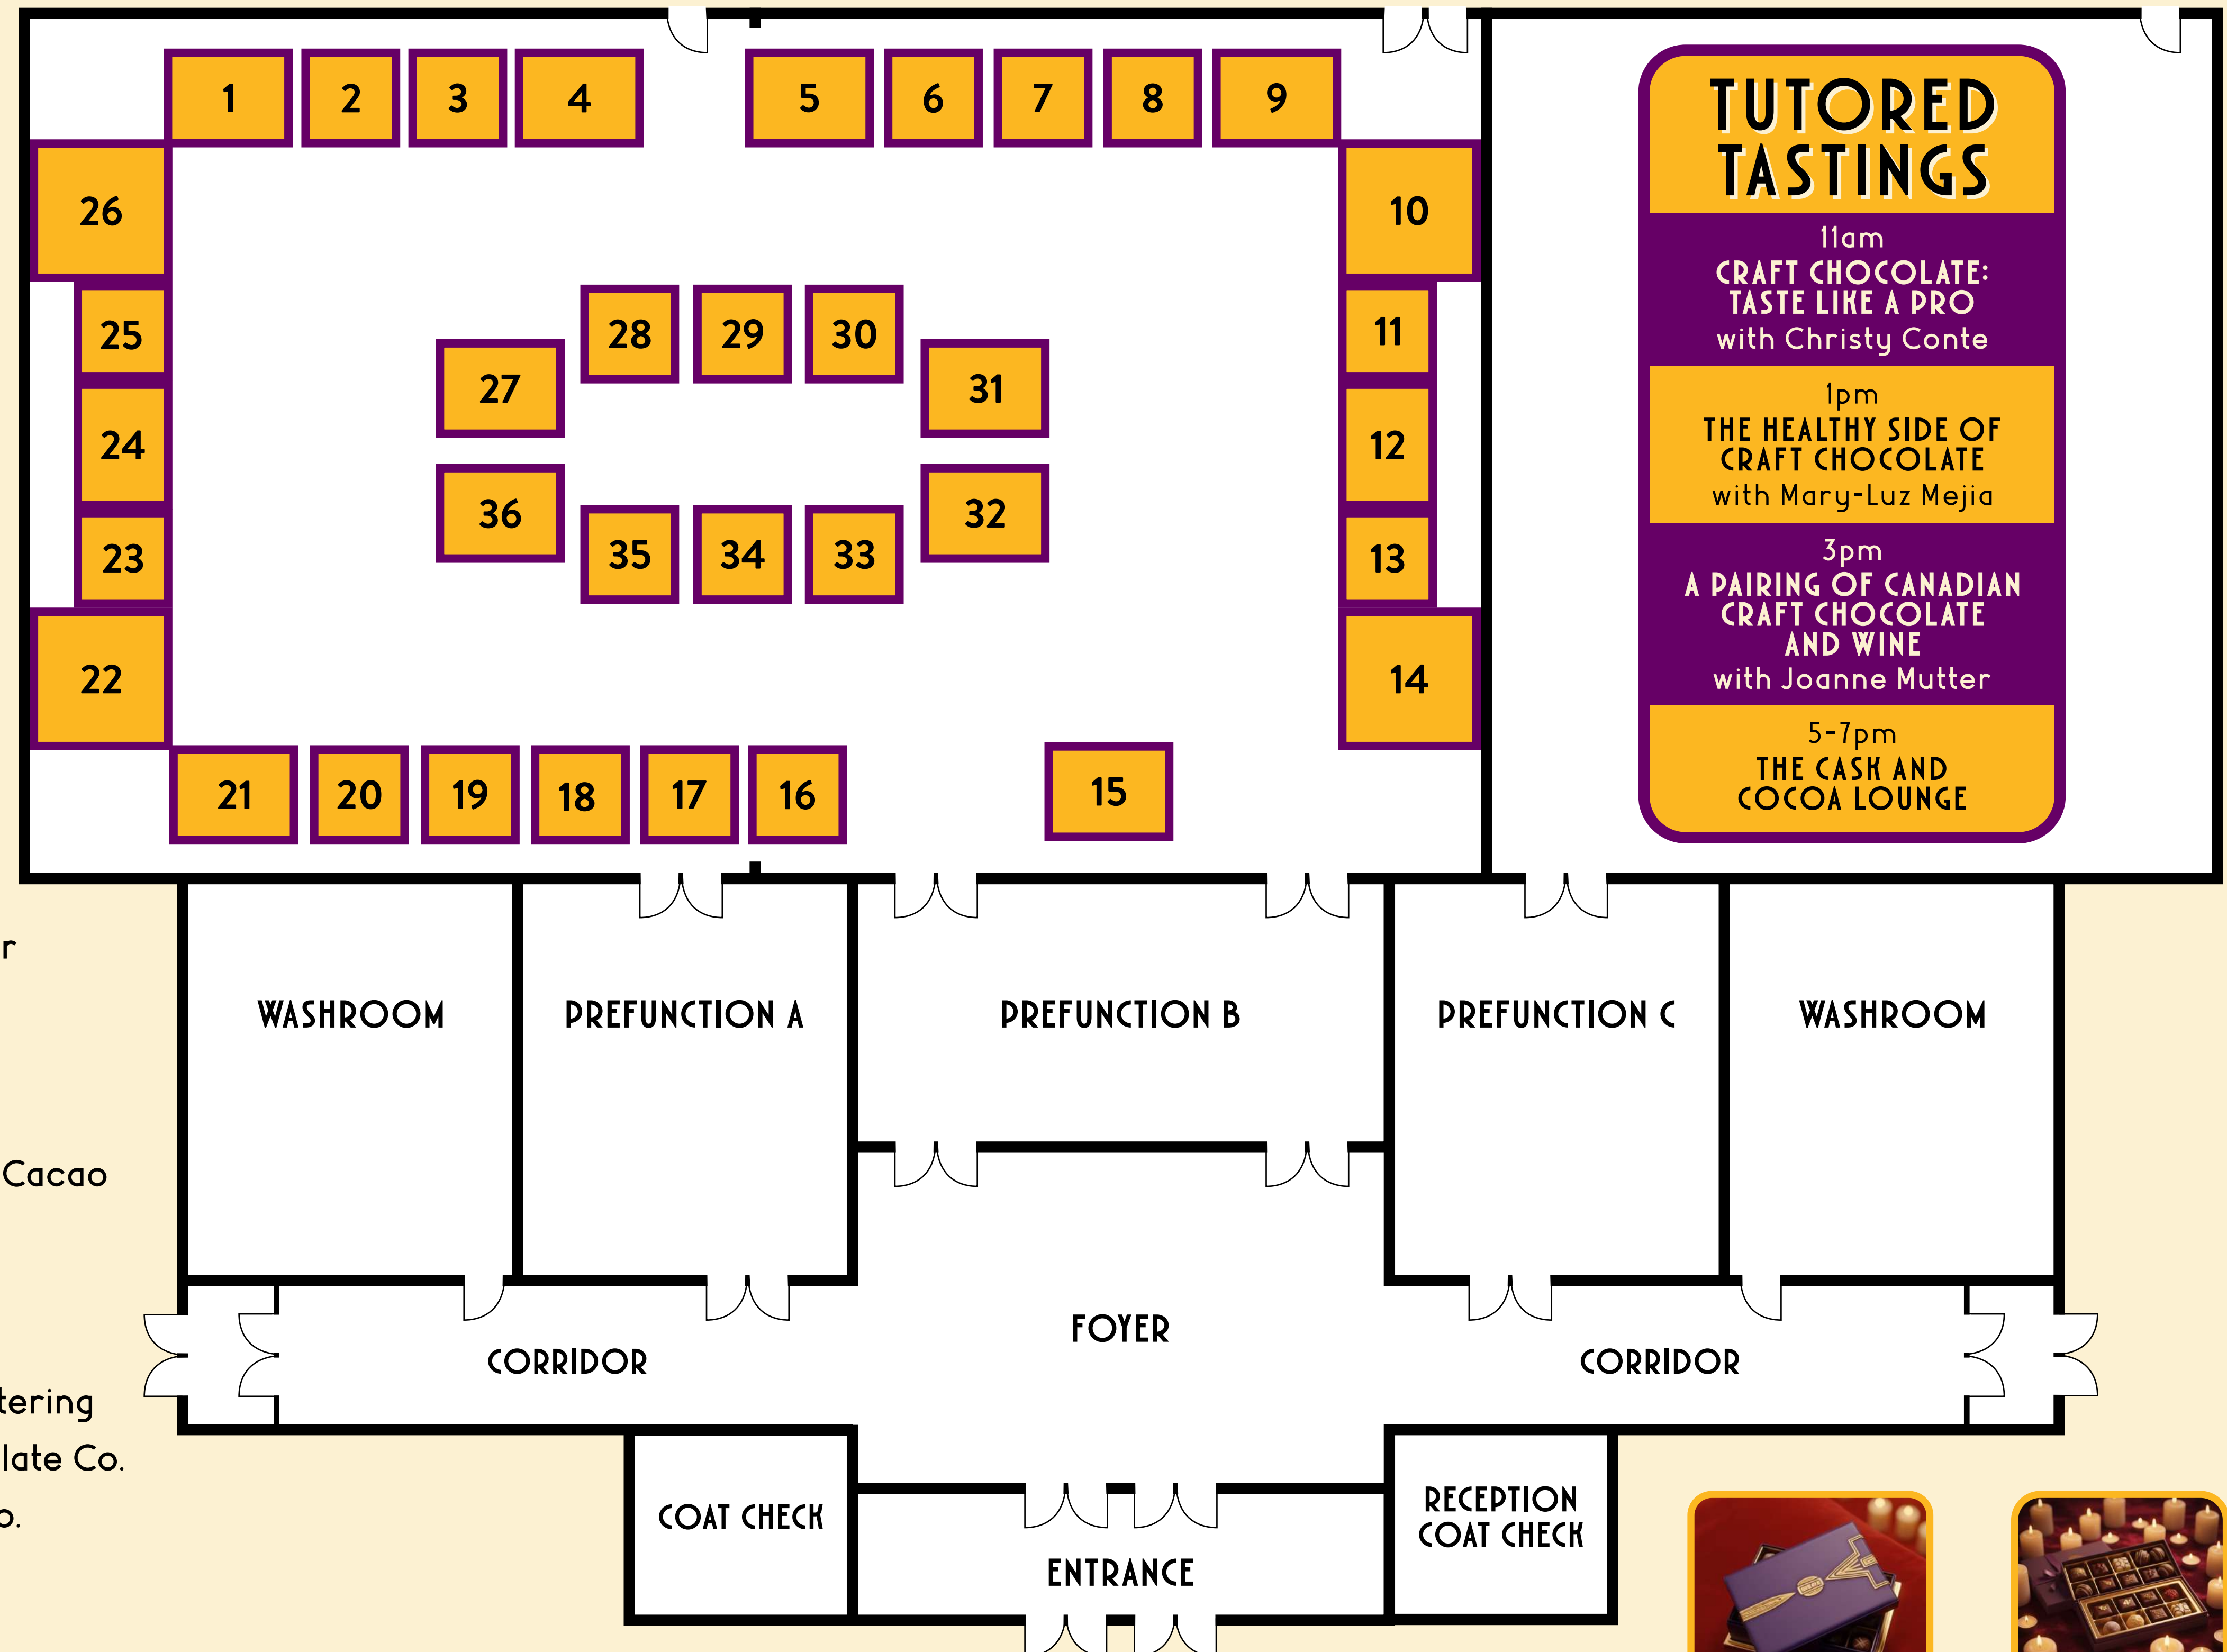 1
2
3
4
5
6
7
8
9
10
11
12
13
14
15
16
17
18
19
20
21
22
23
24
25
26
27
28
29
30
31
32
33
34
35
36
TUTORED
TASTINGS
11am
CRAFT CHOCOLATE:
TASTE LIKE A PRO
with Christy Conte
1pm
THE HEALTHY SIDE OF
CRAFT CHOCOLATE
with Mary-Luz Mejia
3pm
A PAIRING OF CANADIAN
CRAFT CHOCOLATE
AND WINE
with Joanne Mutter
5-7pm
THE CASK AND
COCOA LOUNGE
r
Cacao
tering
late Co.
o.
WASHROOM
PREFUNCTION A
PREFUNCTION B
PREFUNCTION C
WASHROOM
FOYER
CORRIDOR
CORRIDOR
COAT CHECK
RECEPTION
COAT CHECK
ENTRANCE